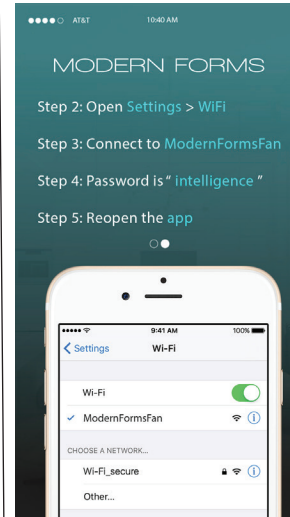 AT&T 10:40 AM
MODERN FORMS
Step 2: Open Settings > WiFi
Step 3: Connect to ModernFormsFan
Step 4: Password is “ intelligence ”
Step 5: Reopen the app
9:41 AM 100%
Settings Wi-Fi
Wi-Fi
ModernFormsFan
CHOOSE A NETWORK...
Wi-Fi_secure
Other...